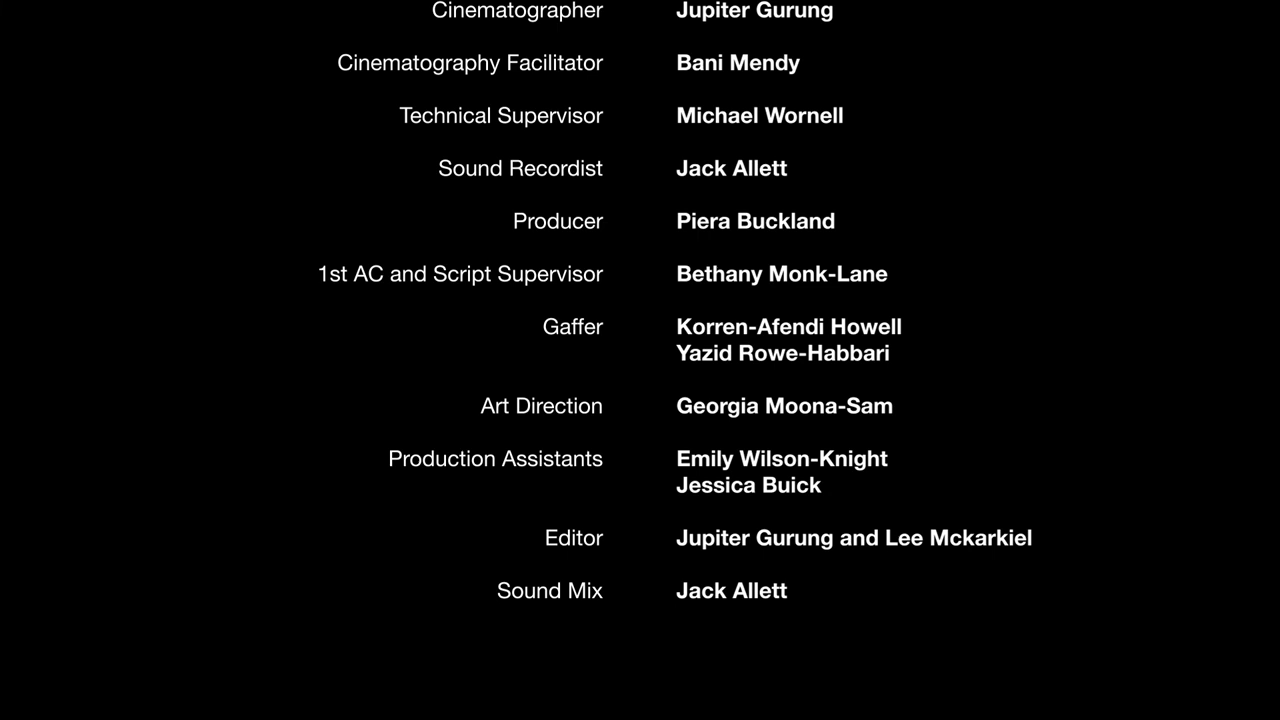 Cinematographer Jupiter Gurung
Cinematography Facilitator Bani Mendy
Technical Supervisor Michael Wornell
Sound Recordist Jack Allett
Producer Piera Buckland
1st AC and Script Supervisor Bethany Monk-Lane
Gaffer Korren-Afendi Howell
Yazid Rowe-Habbari
Art Direction Georgia Moona-Sam
Production Assistants Emily Wilson-Knight
Jessica Buick
Editor Jupiter Gurung and Lee Mckarkiel
Sound Mix Jack Allett